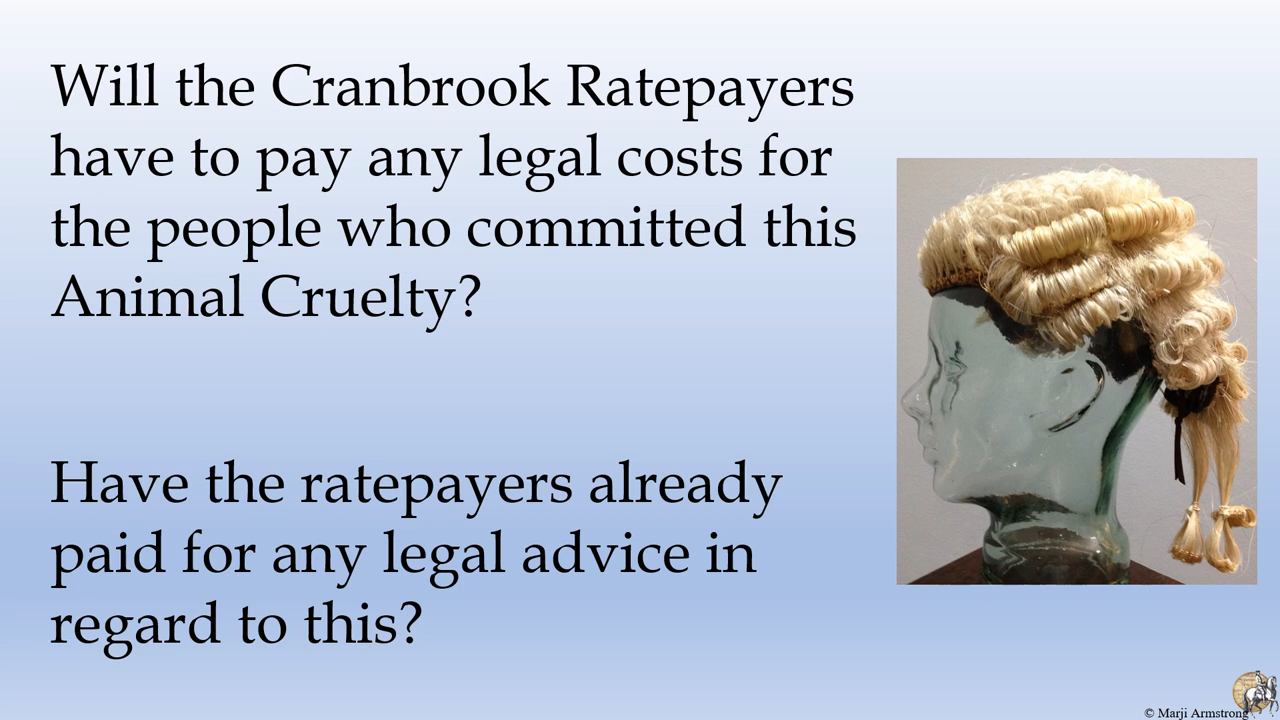 Will the Cranbrook Ratepayers
have to pay any legal costs for
the people who committed this
Animal Cruelty?
Have the ratepayers already
paid for any legal advice in
regard to this?
© Marji Armstrong